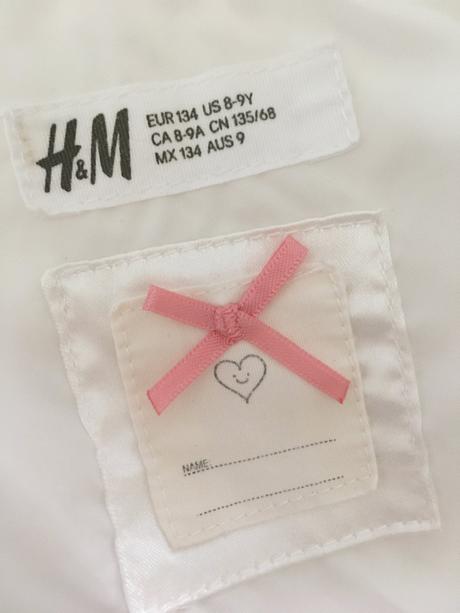 H&M
EUR 134 US 8-9Y
CA 8-9A CN 135/68
MX 134 AUS 9
NAME: